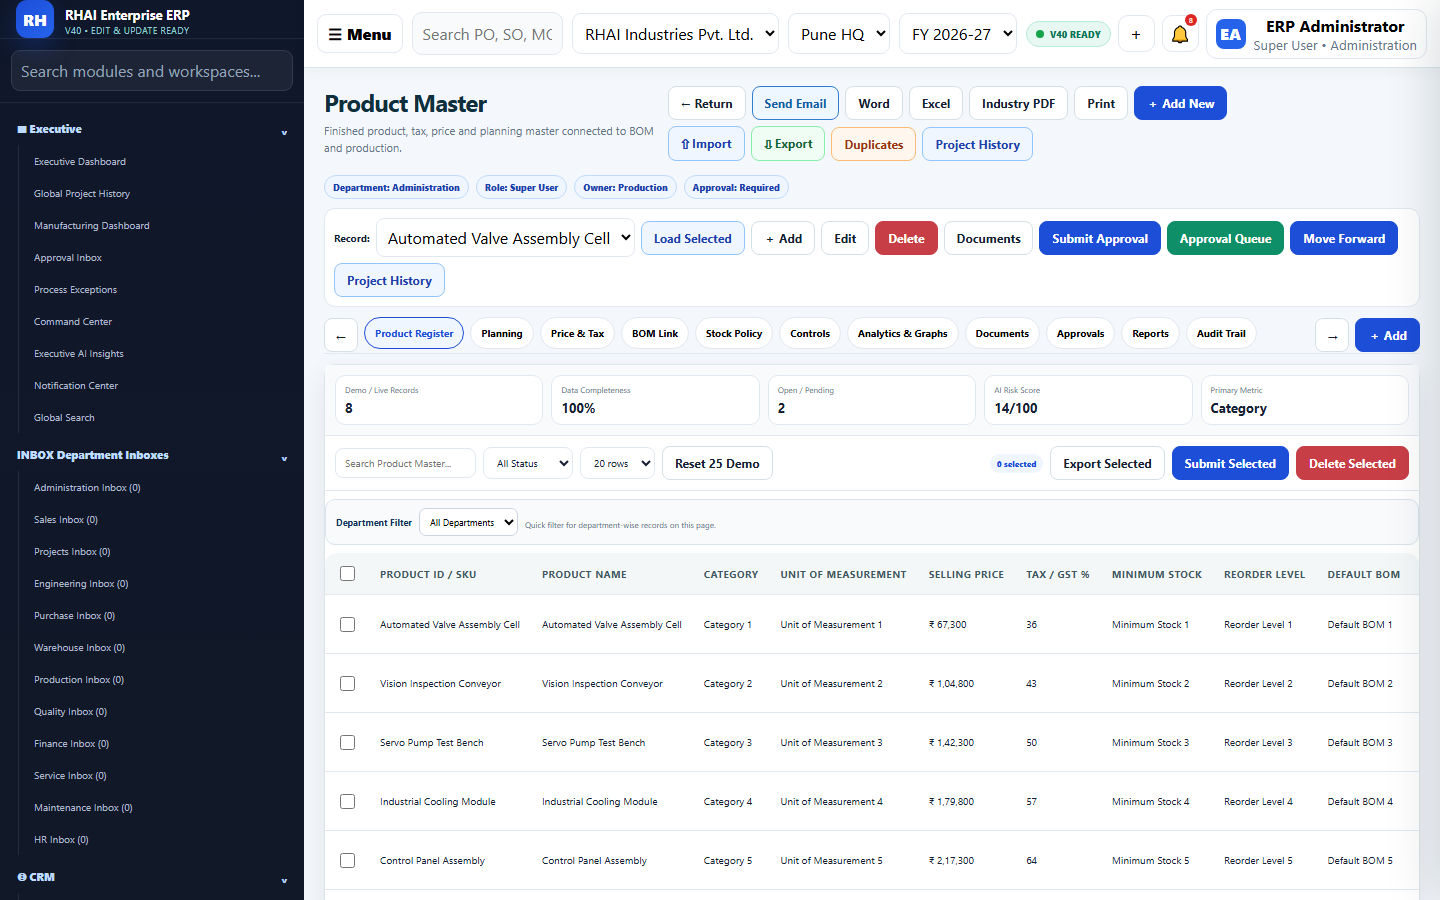 RH
RHAI Enterprise ERP
V40 • EDIT & UPDATE READY
Search modules and workspaces...
Executive
Executive Dashboard
Global Project History
Manufacturing Dashboard
Approval Inbox
Process Exceptions
Command Center
Executive AI Insights
Notification Center
Global Search
INBOX Department Inboxes
Administration Inbox (0)
Sales Inbox (0)
Projects Inbox (0)
Engineering Inbox (0)
Purchase Inbox (0)
Warehouse Inbox (0)
Production Inbox (0)
Quality Inbox (0)
Finance Inbox (0)
Service Inbox (0)
Maintenance Inbox (0)
HR Inbox (0)
CRM
☰ Menu
Search PO, SO, MC
RHAI Industries Pvt. Ltd.
Pune HQ
FY 2026-27
V40 READY
+
8
EA
ERP Administrator
Super User • Administration
Product Master
Finished product, tax, price and planning master connected to BOM
and production.
← Return
Send Email
Word
Excel
Industry PDF
Print
+ Add New
⇧ Import
⇩ Export
Duplicates
Project History
Department: Administration
Role: Super User
Owner: Production
Approval: Required
Record:
Automated Valve Assembly Cell
Load Selected
+ Add
Edit
Delete
Documents
Submit Approval
Approval Queue
Move Forward
Project History
←
Product Register
Planning
Price & Tax
BOM Link
Stock Policy
Controls
Analytics & Graphs
Documents
Approvals
Reports
Audit Trail
→
+ Add
Demo / Live Records
8
Data Completeness
100%
Open / Pending
2
AI Risk Score
14/100
Primary Metric
Category
Search Product Master...
All Status
20 rows
Reset 25 Demo
0 selected
Export Selected
Submit Selected
Delete Selected
Department Filter
All Departments
Quick filter for department-wise records on this page.
PRODUCT ID / SKU PRODUCT NAME CATEGORY UNIT OF MEASUREMENT SELLING PRICE TAX / GST % MINIMUM STOCK REORDER LEVEL DEFAULT BOM
Automated Valve Assembly Cell Automated Valve Assembly Cell Category 1 Unit of Measurement 1 ₹ 67,300 36 Minimum Stock 1 Reorder Level 1 Default BOM 1
Vision Inspection Conveyor Vision Inspection Conveyor Category 2 Unit of Measurement 2 ₹ 1,04,800 43 Minimum Stock 2 Reorder Level 2 Default BOM 2
Servo Pump Test Bench Servo Pump Test Bench Category 3 Unit of Measurement 3 ₹ 1,42,300 50 Minimum Stock 3 Reorder Level 3 Default BOM 3
Industrial Cooling Module Industrial Cooling Module Category 4 Unit of Measurement 4 ₹ 1,79,800 57 Minimum Stock 4 Reorder Level 4 Default BOM 4
Control Panel Assembly Control Panel Assembly Category 5 Unit of Measurement 5 ₹ 2,17,300 64 Minimum Stock 5 Reorder Level 5 Default BOM 5